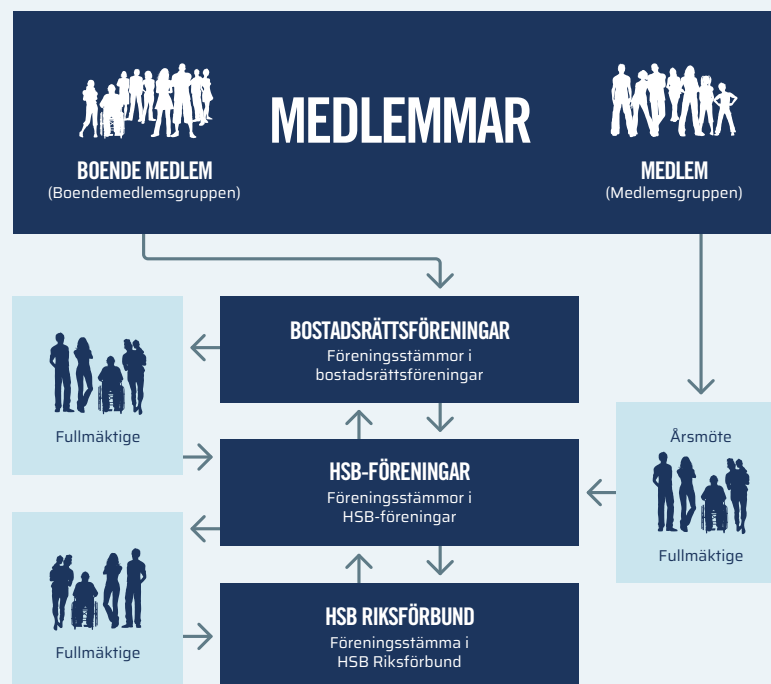 MEDLEMMAR
BOENDE MEDLEM
(Boendemedlemsgruppen)
MEDLEM
(Medlemsgruppen)
BOSTADSRÄTTSFÖRENINGAR
Föreningsstämmor i
bostadsrättsföreningar
Fullmäktige
Årsmöte
Fullmäktige
HSB-FÖRENINGAR
Föreningsstämmor i
HSB-föreningar
Fullmäktige
HSB RIKSFÖRBUND
Föreningsstämma i
HSB Riksförbund